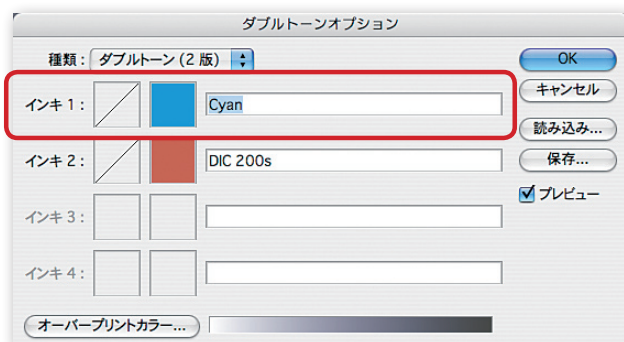 ダブルトーンオプション
種類: ダブルトーン (2 版)
OK
インキ 1: Cyan
キャンセル
読み込み...
インキ 2: DIC 200s
保存...
プレビュー
インキ 3:
インキ 4:
オーバープリントカラー...